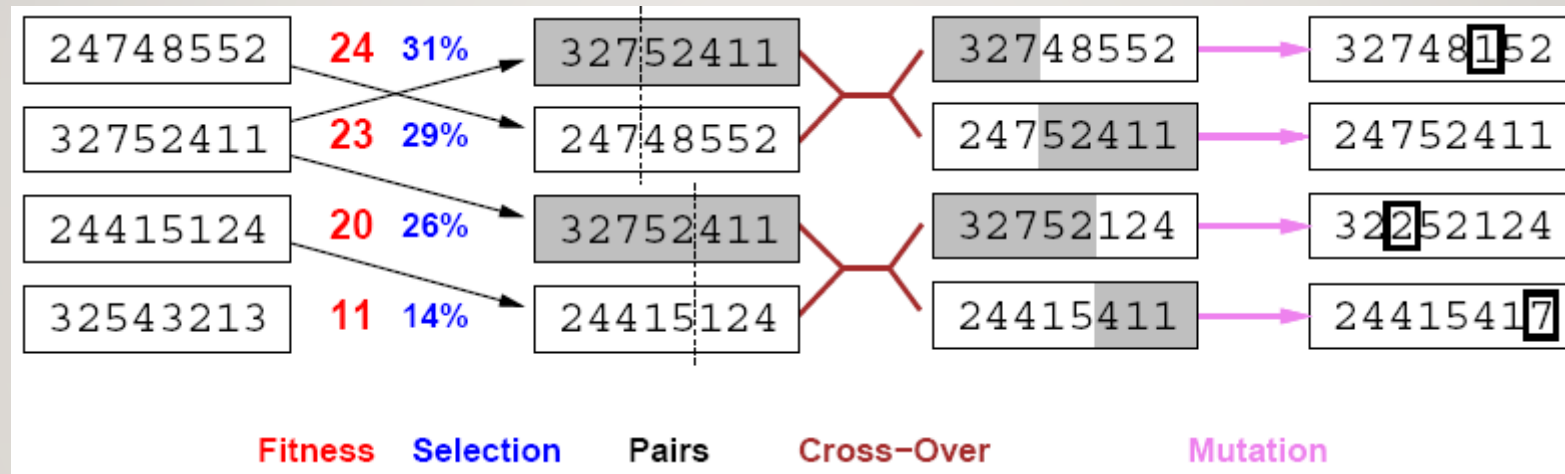 24748552 24 31% 32752411 32748552 32748152
32752411 23 29% 24748552 24752411 24752411
24415124 20 26% 32752411 32752124 32252124
32543213 11 14% 24415124 24415411 24415417
Fitness Selection Pairs Cross-Over Mutation